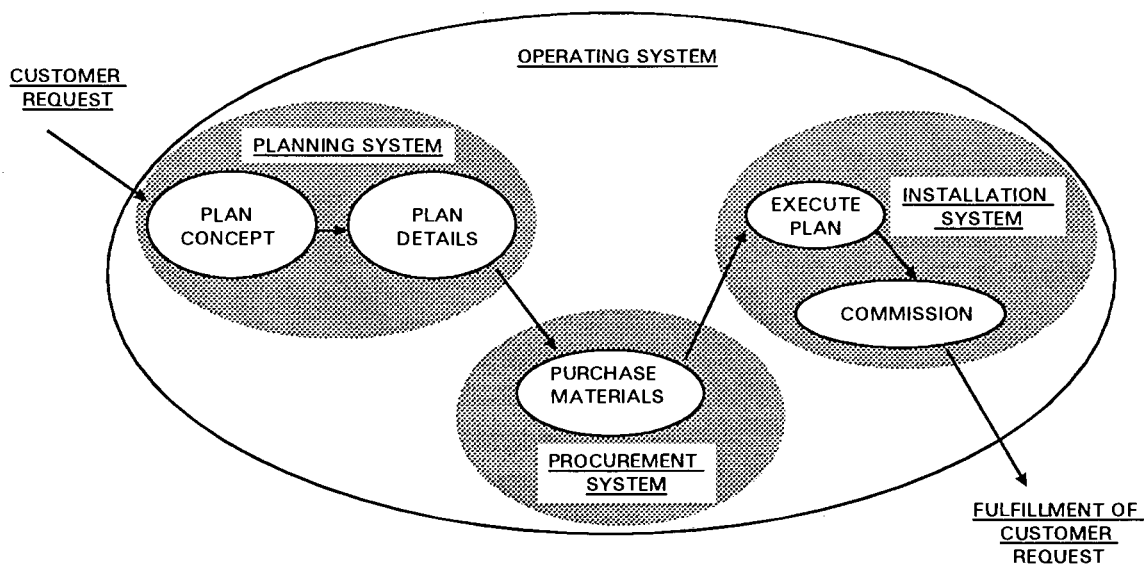 OPERATING SYSTEM
CUSTOMER
REQUEST
PLANNING SYSTEM
PLAN
CONCEPT
PLAN
DETAILS
PURCHASE
MATERIALS
PROCUREMENT
SYSTEM
EXECUTE
PLAN
INSTALLATION
SYSTEM
COMMISSION
FULFILLMENT OF
CUSTOMER
REQUEST